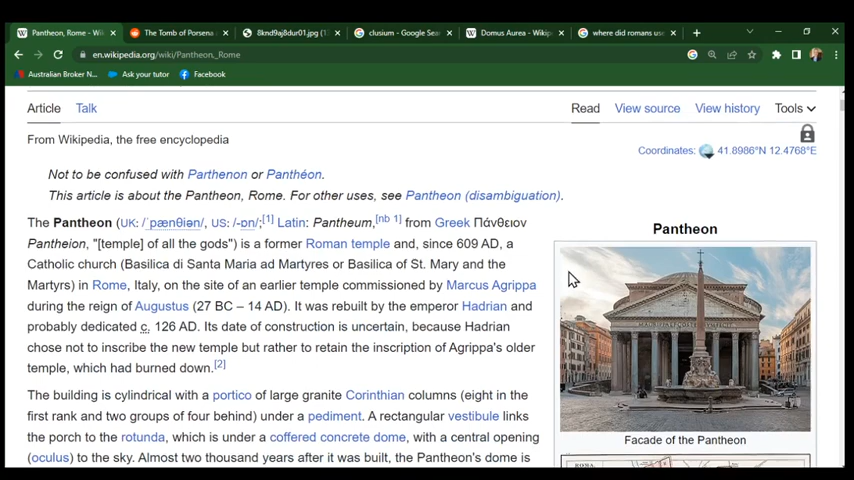 Pantheon, Rome - Wi
The Tomb of Porsena
8knd9aj8dur01.jpg (1
clusium - Google Sea
Domus Aurea - Wikip
where did romans us
en.wikipedia.org/wiki/Pantheon,_Rome
Australian Broker N...
Ask your tutor
Facebook
Article
Talk
Read
View source
View history
Tools
From Wikipedia, the free encyclopedia
Coordinates: 41.8986°N 12.4768°E
Not to be confused with Parthenon or Panthéon.
This article is about the Pantheon, Rome. For other uses, see Pantheon (disambiguation).
The Pantheon (UK: /ˈpænθiən/, US: /-ɒn/;[1] Latin: Pantheum,[nb 1] from Greek Πάνθειον
Pantheion, "[temple] of all the gods") is a former Roman temple and, since 609 AD, a
Catholic church (Basilica di Santa Maria ad Martyres or Basilica of St. Mary and the
Martyrs) in Rome, Italy, on the site of an earlier temple commissioned by Marcus Agrippa
during the reign of Augustus (27 BC – 14 AD). It was rebuilt by the emperor Hadrian and
probably dedicated c. 126 AD. Its date of construction is uncertain, because Hadrian
chose not to inscribe the new temple but rather to retain the inscription of Agrippa's older
temple, which had burned down.[2]
The building is cylindrical with a portico of large granite Corinthian columns (eight in the
first rank and two groups of four behind) under a pediment. A rectangular vestibule links
the porch to the rotunda, which is under a coffered concrete dome, with a central opening
(oculus) to the sky. Almost two thousand years after it was built, the Pantheon's dome is
Pantheon
Facade of the Pantheon